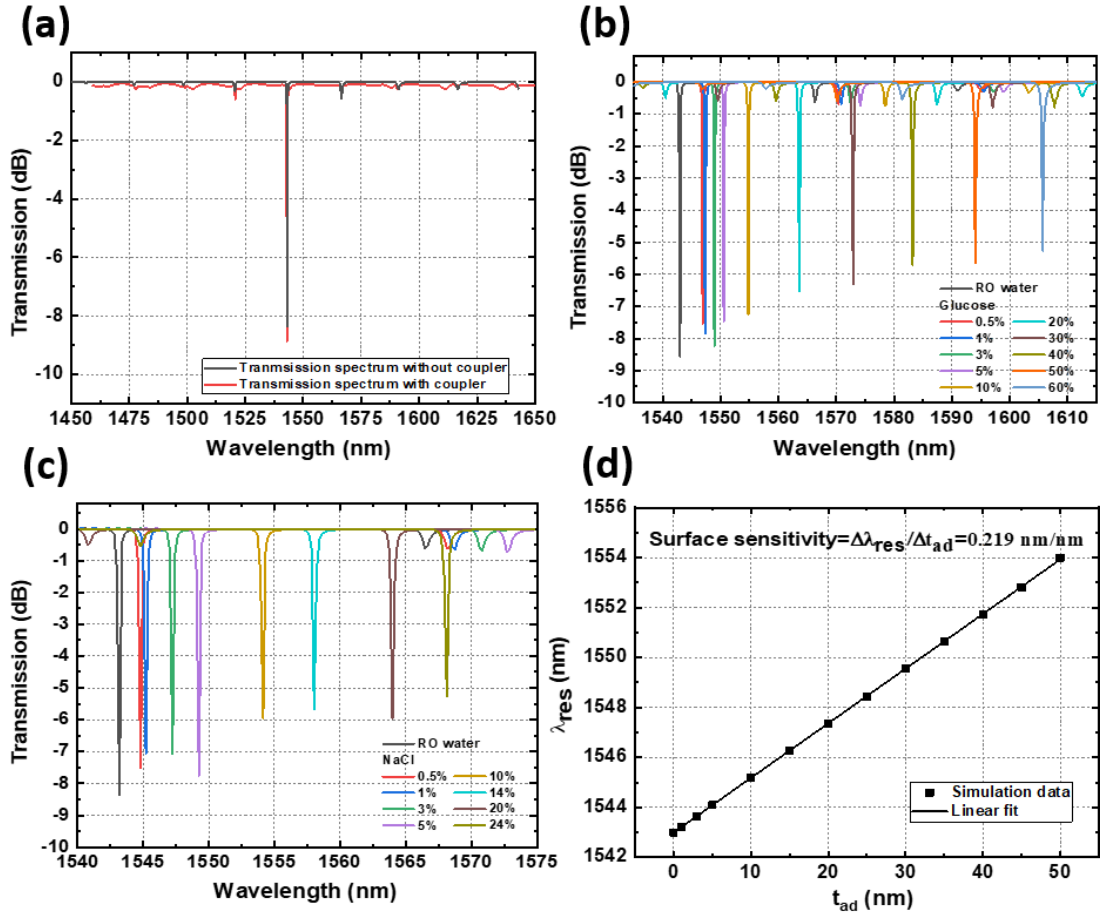 (a)
0
-2
-4
-6
-8
-10
Transmission (dB)
Tranmsission spectrum without coupler
Transmission spectrum with coupler
1450 1475 1500 1525 1550 1575 1600 1625 1650
Wavelength (nm)
(b)
0
-1
-2
-3
-4
-5
-6
-7
-8
-9
-10
Transmission (dB)
RO water
Glucose
0.5% 20%
1% 30%
3% 40%
5% 50%
10% 60%
1540 1550 1560 1570 1580 1590 1600 1610
Wavelength (nm)
(c)
0
-1
-2
-3
-4
-5
-6
-7
-8
-9
-10
Transmission (dB)
RO water
NaCl
0.5% 10%
1% 14%
3% 20%
5% 24%
1540 1545 1550 1555 1560 1565 1570 1575
Wavelength (nm)
(d)
1556
1554
1552
1550
1548
1546
1544
1542
λres (nm)
Surface sensitivity=Δλres/Δtad=0.219 nm/nm
Simulation data
Linear fit
0 10 20 30 40 50
tad (nm)